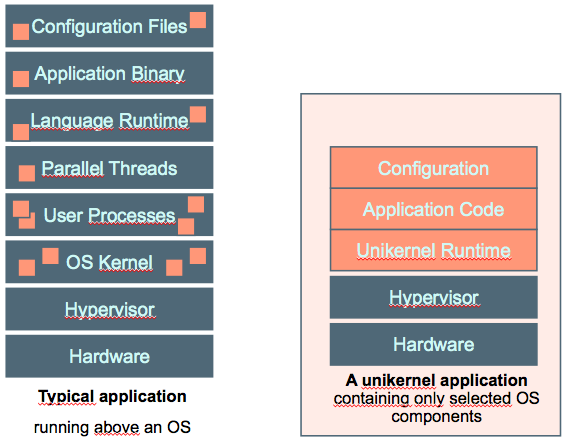 Configuration Files
Application Binary
Language Runtime
Parallel Threads
User Processes
OS Kernel
Hypervisor
Hardware
Typical application
running above an OS
Configuration
Application Code
Unikernel Runtime
Hypervisor
Hardware
A unikernel application
containing only selected OS
components